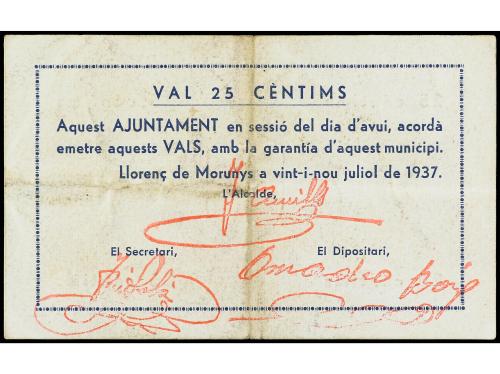 VAL 25 CÈNTIMS
Aquest AJUNTAMENT en sessió del dia d'avui, acordà
emetre aquests VALS, amb la garantía d'aquest municipi.
Llorenç de Morunys a vint-i-nou juliol de 1937.
L'Alcalde,
El Secretari, El Dipositari,